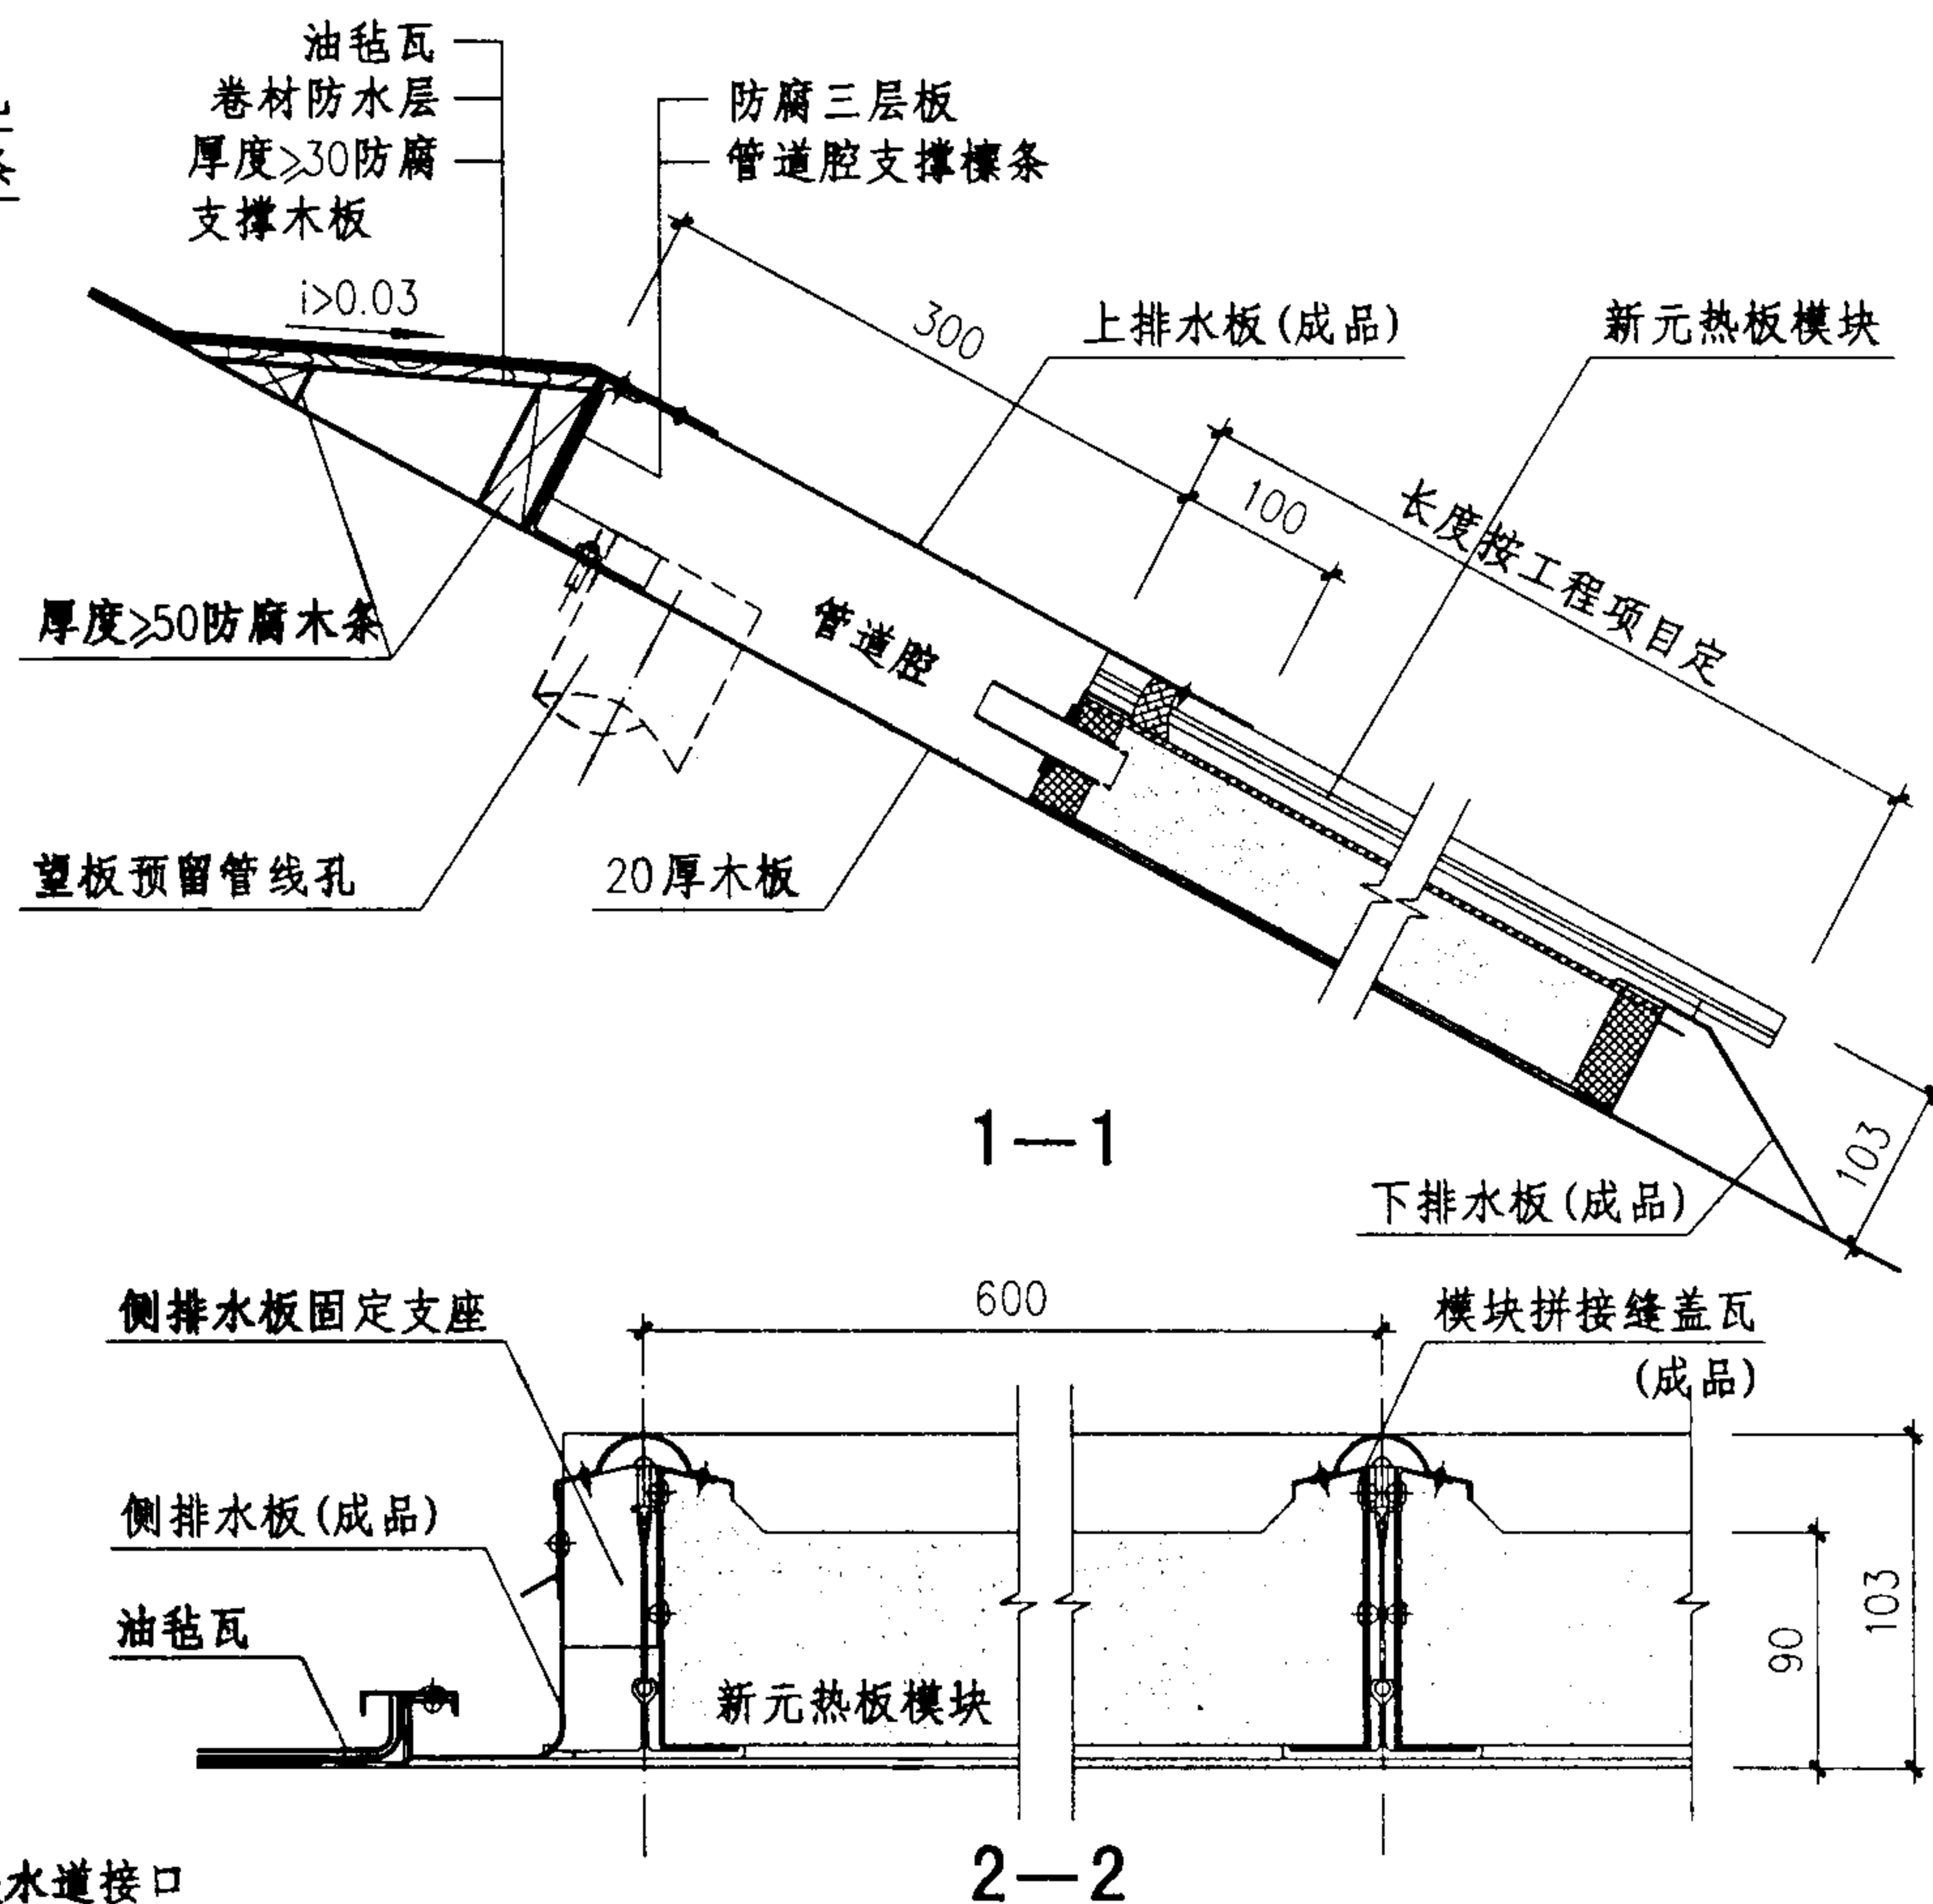 油毡瓦
卷材防水层
厚度≥30防腐
支撑木板
防腐三层板
管道腔支撑檩条
i>0.03
300
上排水板(成品)
新元热板模块
100
长度按工程项目定
厚度≥50防腐木条
管道腔
望板预留管线孔
20厚木板
1—1
103
下排水板(成品)
侧排水板固定支座
600
模块拼接缝盖瓦
(成品)
侧排水板(成品)
油毡瓦
新元热板模块
90
103
2—2
水道接口